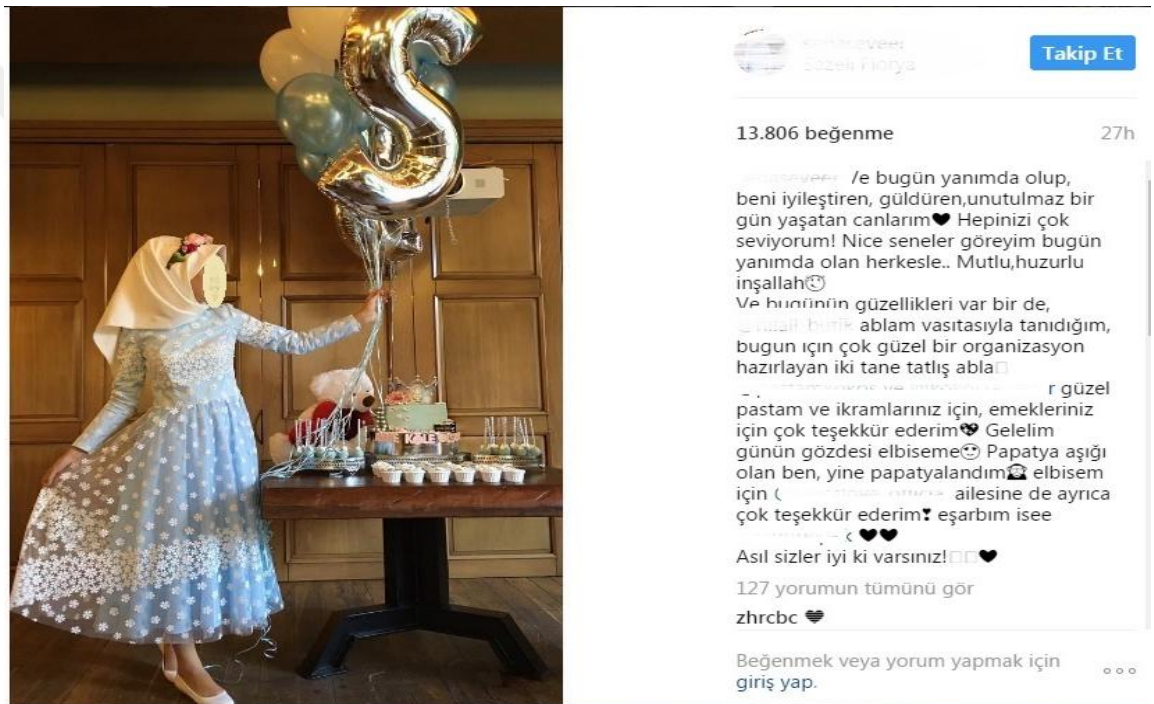 S
Takip Et
13.806 beğenme
27h
bugün yanımda olup,
beni iyileştiren, güldüren,unutulmaz bir
gün yaşatan canlarım🖤 Hepinizi çok
seviyorum! Nice seneler göreyim bugün
yanımda olan herkesle.. Mutlu,huzurlu
inşallah
Ve bugünün güzellikleri var bir de,
ablam vasıtasıyla tanıdığım,
bugun ıçin çok güzel bir organizasyon
hazırlayan iki tane tatlış abla
güzel
pastam ve ikramlarınız için, emekleriniz
için çok teşekkür ederim💖 Gelelim
günün gözdesi elbiseme Papatya aşığı
olan ben, yine papatyalandım elbisem
için ailesine de ayrıca
çok teşekkür ederim❣ eşarbım isee
🖤🖤
Asıl sizler iyi ki varsınız!🖤
127 yorumun tümünü gör
zhrcbc 🖤
Beğenmek veya yorum yapmak için
giriş yap.